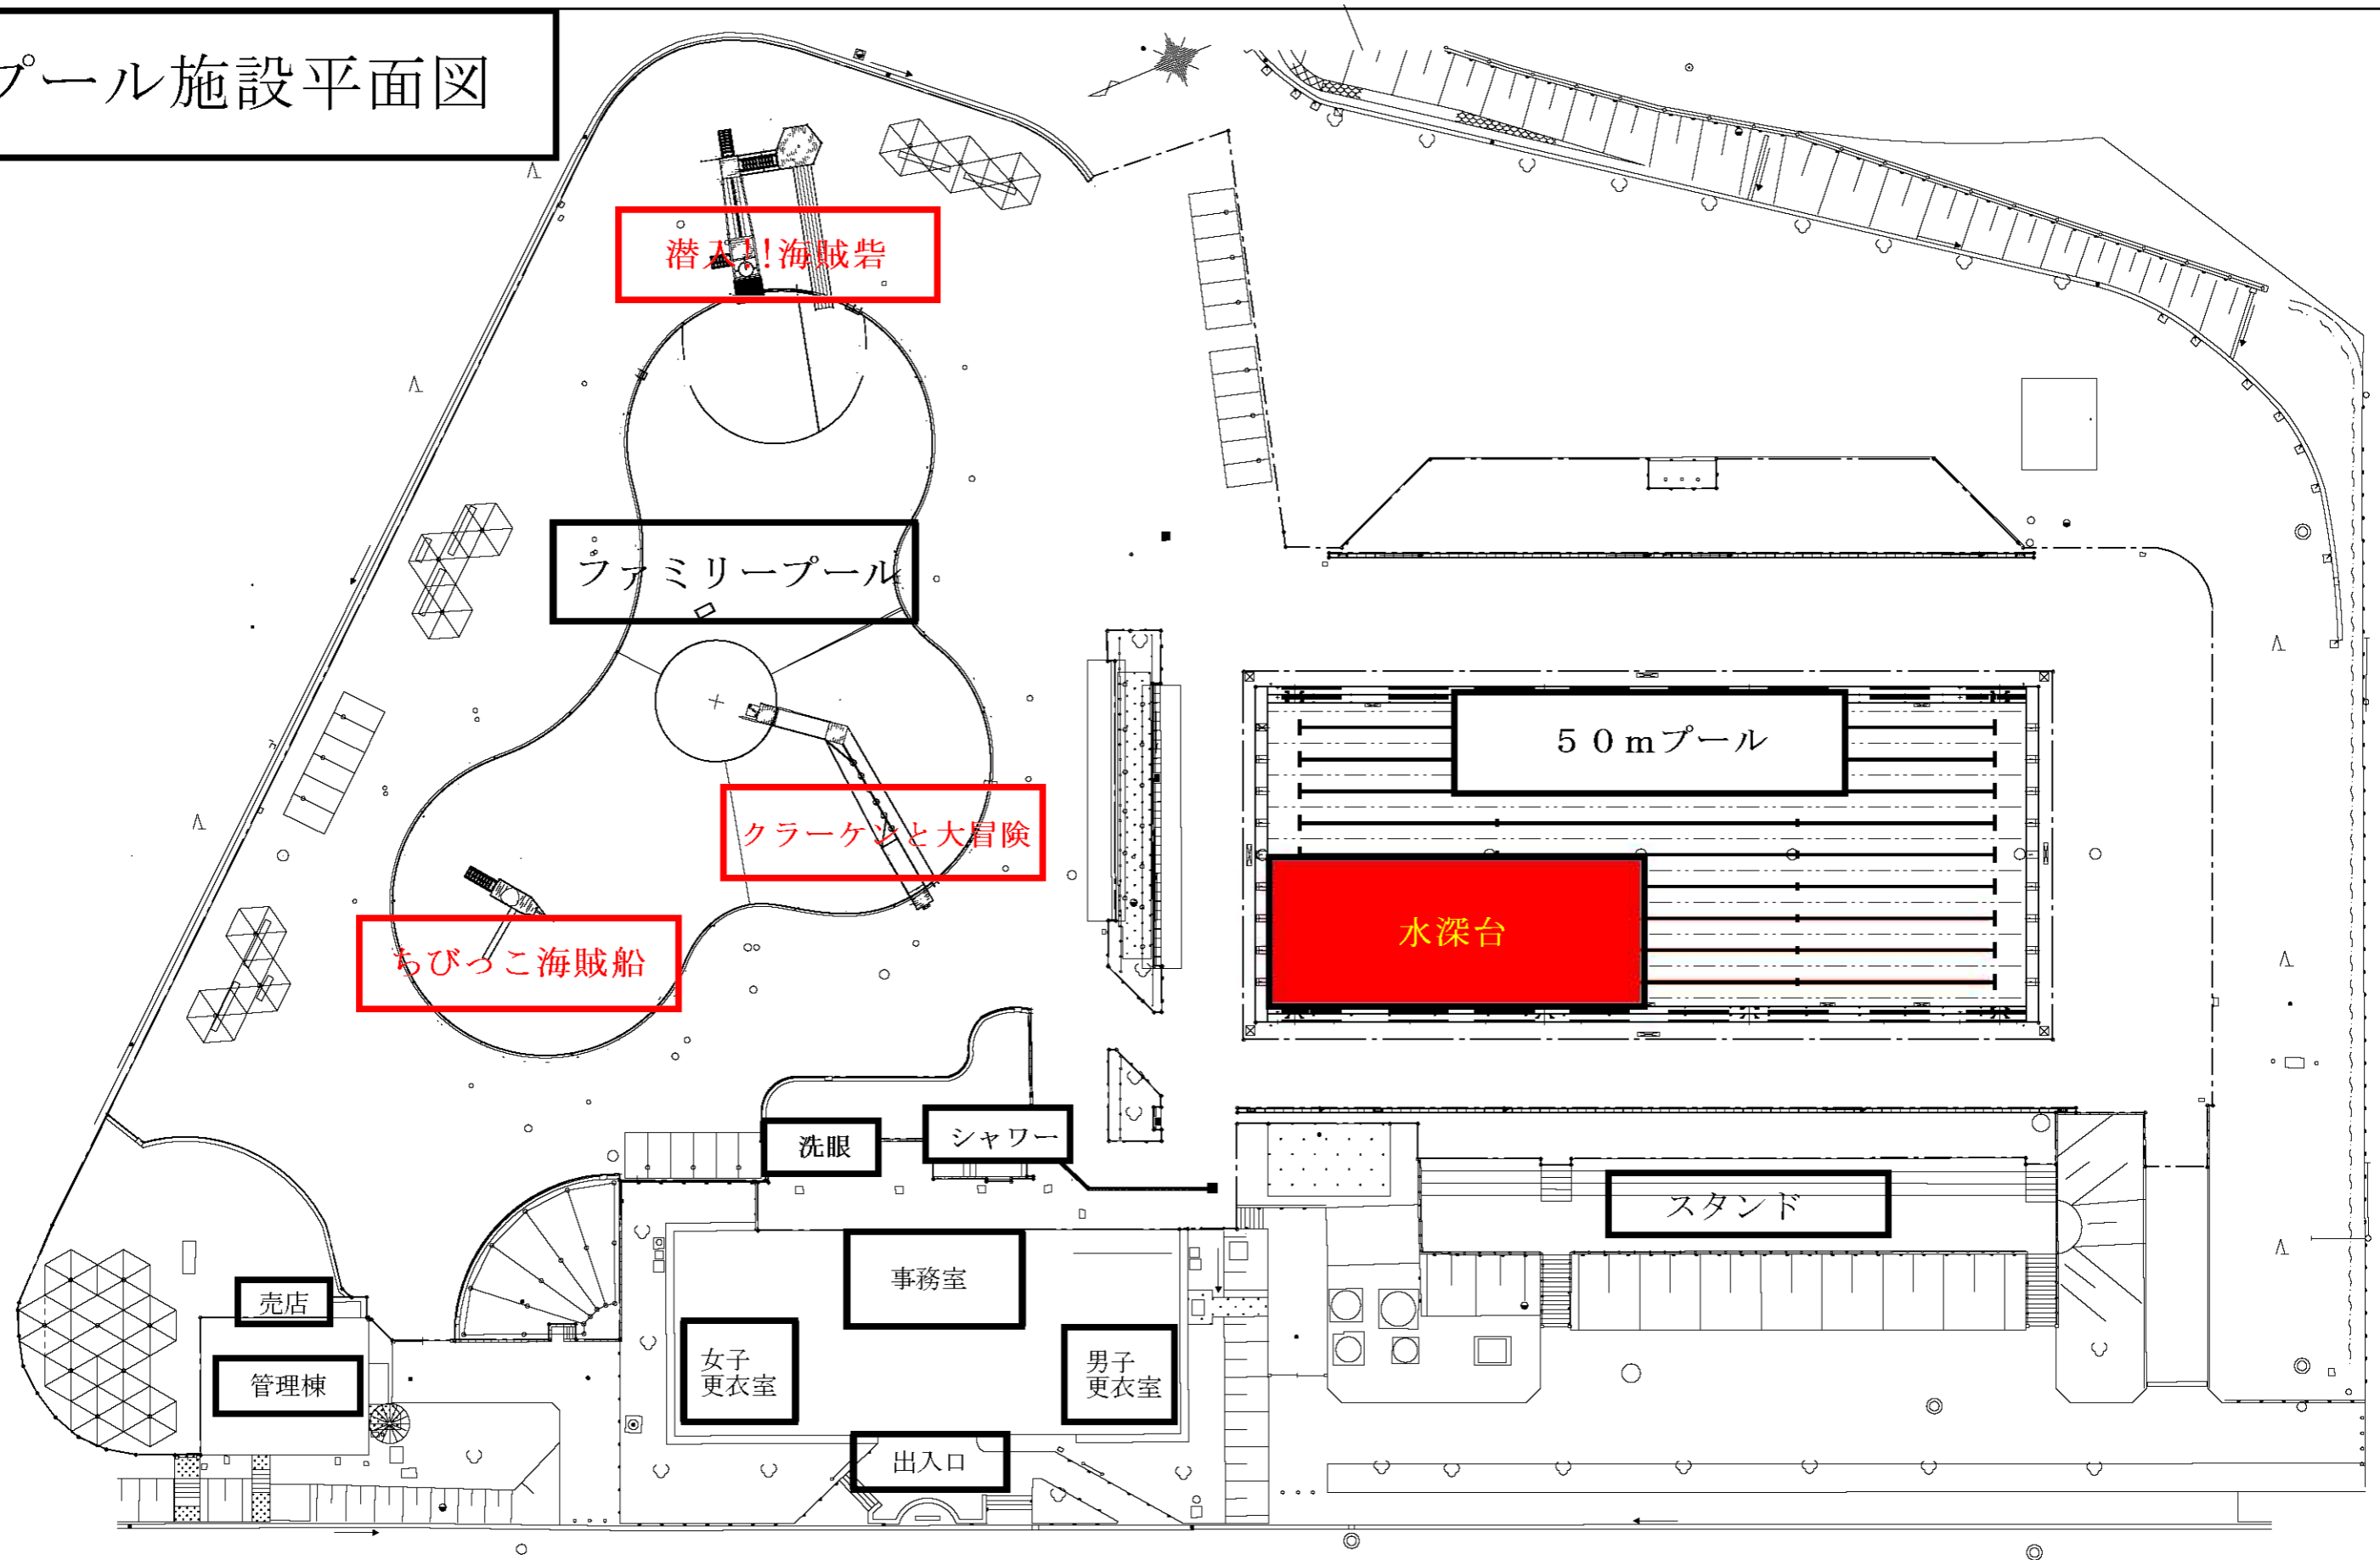 プール施設平面図
潜入!!海賊砦
ファミリープール
50mプール
クラーケンと大冒険
水深台
ちびっこ海賊船
洗眼
シャワー
スタンド
事務室
売店
女子
更衣室
男子
更衣室
管理棟
出入口